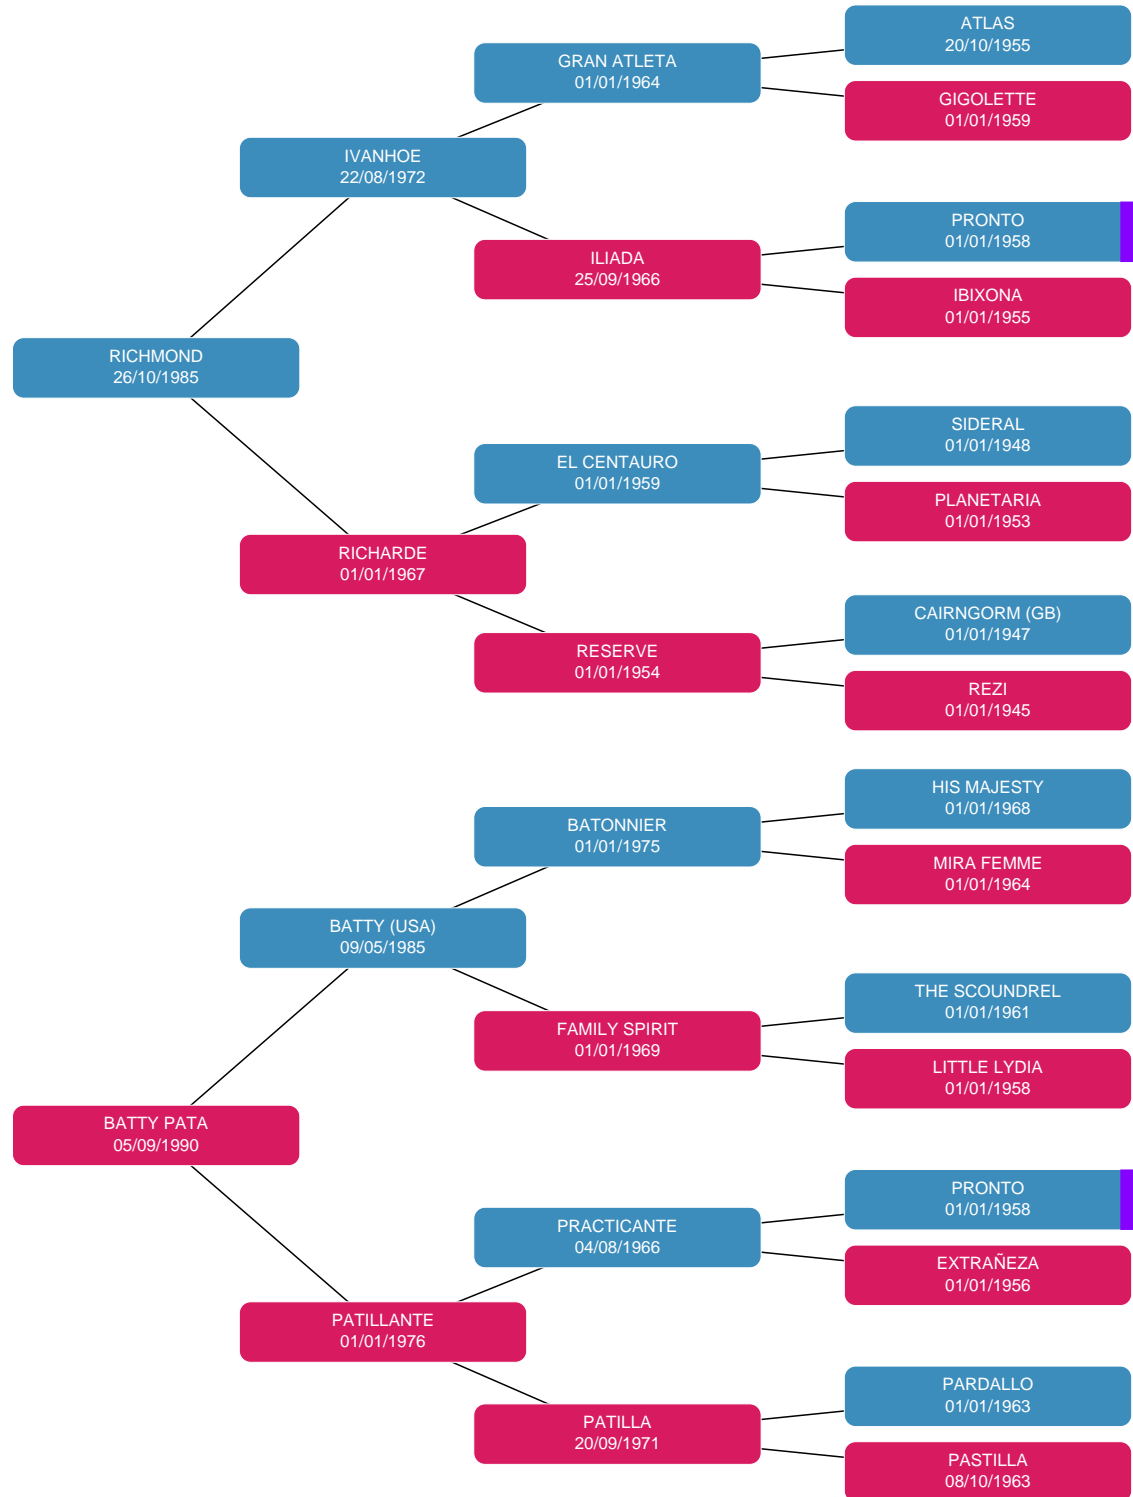 ATLAS
20/10/1955
GRAN ATLETA
01/01/1964
GIGOLETTE
01/01/1959
IVANHOE
22/08/1972
PRONTO
01/01/1958
ILIADA
25/09/1966
IBIXONA
01/01/1955
RICHMOND
26/10/1985
SIDERAL
01/01/1948
EL CENTAURO
01/01/1959
PLANETARIA
01/01/1953
RICHARDE
01/01/1967
CAIRNGORM (GB)
01/01/1947
RESERVE
01/01/1954
REZI
01/01/1945
HIS MAJESTY
01/01/1968
BATONNIER
01/01/1975
MIRA FEMME
01/01/1964
BATTY (USA)
09/05/1985
THE SCOUNDREL
01/01/1961
FAMILY SPIRIT
01/01/1969
LITTLE LYDIA
01/01/1958
BATTY PATA
05/09/1990
PRONTO
01/01/1958
PRACTICANTE
04/08/1966
EXTRAÑEZA
01/01/1956
PATILLANTE
01/01/1976
PARDALLO
01/01/1963
PATILLA
20/09/1971
PASTILLA
08/10/1963